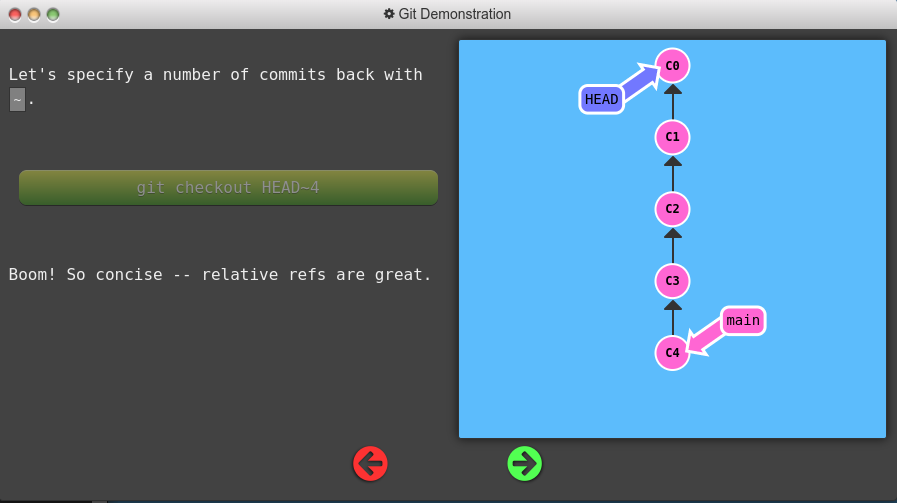 Git Demonstration
Let's specify a number of commits back with
~.
git checkout HEAD~4
Boom! So concise -- relative refs are great.
C0
HEAD
C1
C2
C3
main
C4